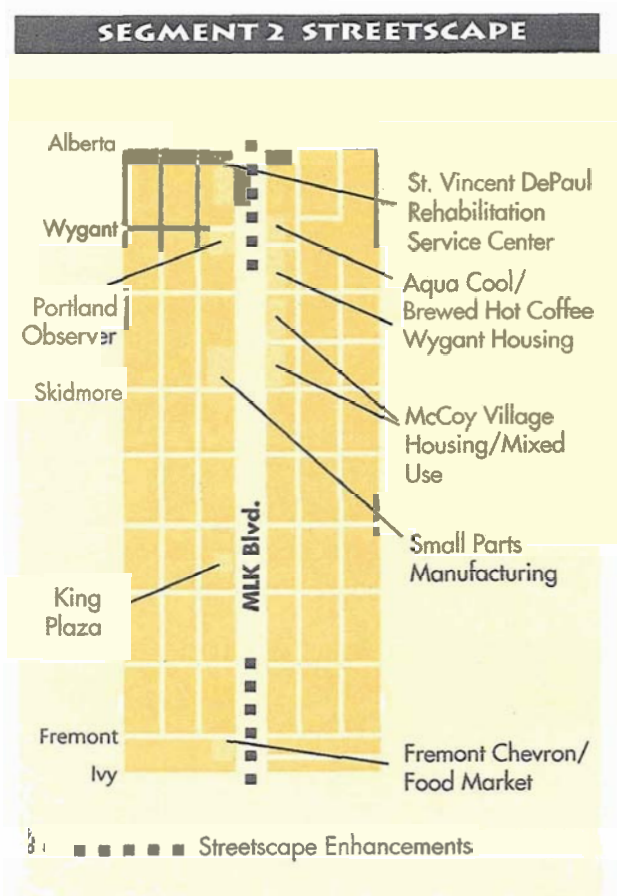 SEGMENT 2 STREETSCAPE
Alberta
St. Vincent DePaul
Rehabilitation
Service Center
Wygant
Aqua Cool/
Brewed Hot Coffee
Wygant Housing
Portland
Observer
Skidmore
McCoy Village
Housing/Mixed
Use
MLK Blvd.
Small Parts
Manufacturing
King
Plaza
Fremont
Ivy
Fremont Chevron/
Food Market
Streetscape Enhancements